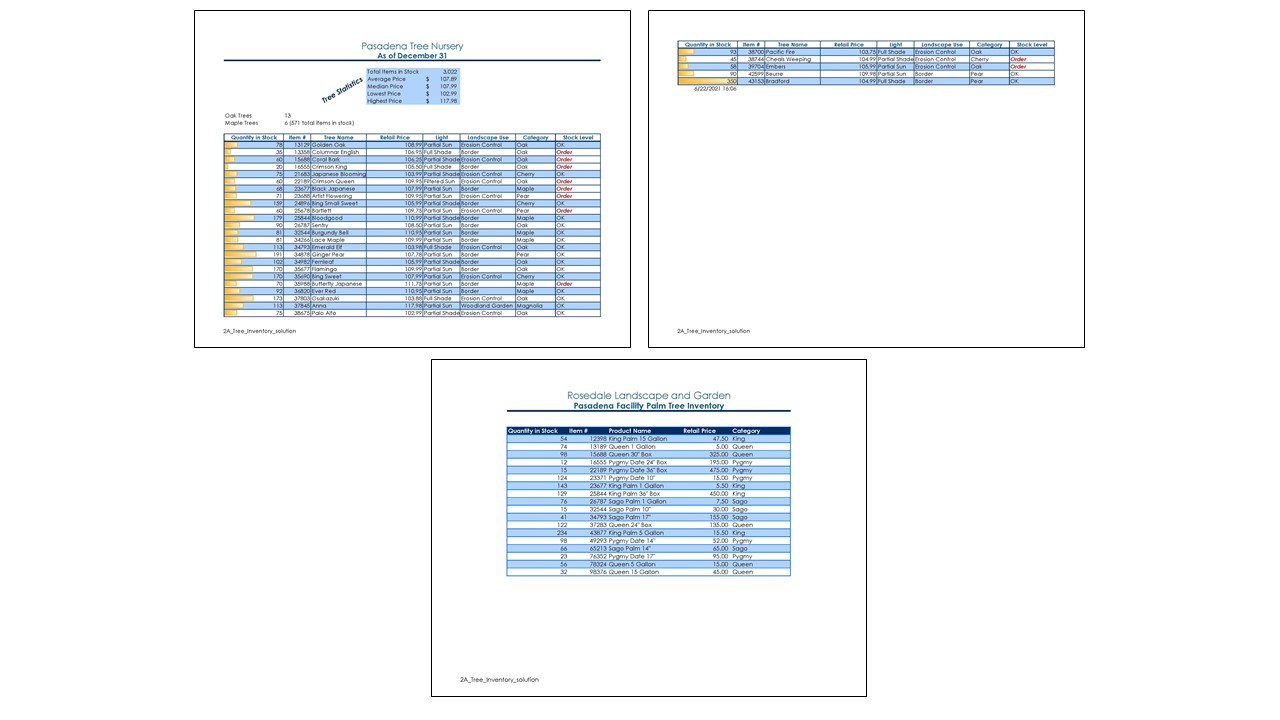 Pasadena Tree Nursery
As of December 31
Tree Statistics
Total Items in Stock 3,022
Average Price $ 107.89
Median Price $ 107.99
Lowest Price $ 102.99
Highest Price $ 117.98
Oak Trees 13
Maple Trees 6 (571 total items in stock)
Quantity in Stock Item # Tree Name Retail Price Light Landscape Use Category Stock Level
78 13129 Golden Oak 108.99 Partial Sun Erosion Control Oak OK
35 13358 Columnar English 106.95 Full Shade Border Oak Order
60 15688 Coral Bark 106.25 Partial Shade Erosion Control Oak Order
20 16555 Crimson King 105.50 Full Shade Border Oak Order
75 21683 Japanese Blooming 103.99 Partial Shade Erosion Control Cherry OK
60 22189 Crimson Queen 109.95 Filtered Sun Erosion Control Oak Order
68 23677 Black Japanese 107.99 Partial Sun Border Maple Order
71 23688 Artist Flowering 109.95 Partial Sun Erosion Control Pear Order
159 24896 Bing Small Sweet 105.99 Partial Shade Border Cherry OK
60 25678 Bartlett 109.75 Partial Sun Erosion Control Pear Order
179 25844 Bloodgood 110.99 Partial Shade Border Maple OK
90 26787 Sentry 108.50 Partial Sun Border Oak OK
81 32544 Burgundy Bell 110.95 Partial Sun Border Maple OK
81 34266 Lace Maple 109.99 Partial Sun Border Maple OK
113 34793 Emerald Elf 103.98 Full Shade Erosion Control Oak OK
191 34878 Ginger Pear 107.78 Partial Sun Border Pear OK
102 34982 Fernleaf 105.99 Partial Shade Border Oak OK
170 35677 Flamingo 109.99 Partial Sun Border Oak OK
170 35690 Bing Sweet 107.99 Partial Sun Erosion Control Cherry OK
70 35988 Butterfly Japanese 111.75 Partial Sun Border Maple Order
92 36820 Ever Red 110.95 Partial Sun Border Maple OK
173 37803 Osakazuki 103.88 Full Shade Erosion Control Oak OK
113 37845 Anna 117.98 Partial Sun Woodland Garden Magnolia OK
75 38675 Palo Alto 102.99 Partial Shade Erosion Control Oak OK
2A_Tree_Inventory_solution
Quantity in Stock Item # Tree Name Retail Price Light Landscape Use Category Stock Level
93 38700 Pacific Fire 103.75 Full Shade Erosion Control Oak OK
45 38744 Cheals Weeping 104.99 Partial Shade Erosion Control Cherry Order
58 39704 Embers 105.99 Partial Sun Erosion Control Oak Order
90 42599 Beurre 109.98 Partial Sun Border Pear OK
350 43153 Bradford 104.99 Partial Sun Border Pear OK
6/22/2021 16:06
2A_Tree_Inventory_solution
Rosedale Landscape and Garden
Pasadena Facility Palm Tree Inventory
Quantity in Stock Item # Product Name Retail Price Category
54 12398 King Palm 15 Gallon 47.50 King
74 13189 Queen 1 Gallon 5.00 Queen
98 15688 Queen 30" Box 325.00 Queen
12 16555 Pygmy Date 24" Box 195.00 Pygmy
15 22189 Pygmy Date 36" Box 475.00 Pygmy
124 23371 Pygmy Date 10" 15.00 Pygmy
143 23677 King Palm 1 Gallon 5.50 King
129 25844 King Palm 36" Box 450.00 King
76 26787 Sago Palm 1 Gallon 7.50 Sago
15 32544 Sago Palm 10" 30.00 Sago
41 34793 Sago Palm 17" 155.00 Sago
122 37283 Queen 24" Box 135.00 Queen
234 43877 King Palm 5 Gallon 15.50 King
98 49293 Pygmy Date 14" 52.00 Pygmy
66 65213 Sago Palm 14" 65.00 Sago
23 76352 Pygmy Date 17" 95.00 Pygmy
56 78324 Queen 5 Gallon 15.00 Queen
32 98376 Queen 15 Gallon 45.00 Queen
2A_Tree_Inventory_solution